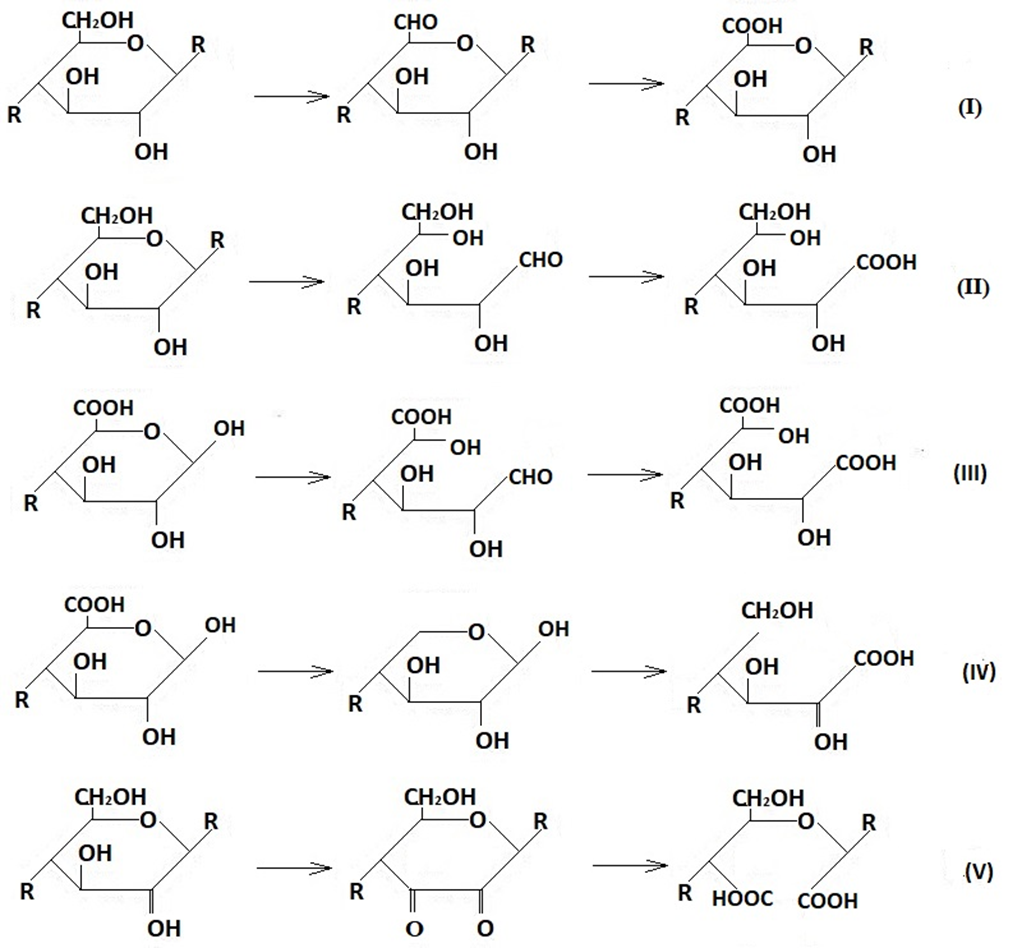 CH₂OH CHO COOH
O R O R O R
OH OH OH
R R R (I)
OH OH OH
CH₂OH CH₂OH CH₂OH
O R OH OH
OH OH CHO OH COOH
R R R (II)
OH OH OH
COOH COOH COOH
O OH OH OH
OH OH CHO OH COOH
R R R (III)
OH OH OH
COOH CH₂OH
O OH O OH
OH OH OH COOH
R R R (IV)
OH OH OH
CH₂OH CH₂OH CH₂OH
O R O R O R
OH
R R R (V)
HOOC COOH
OH O O